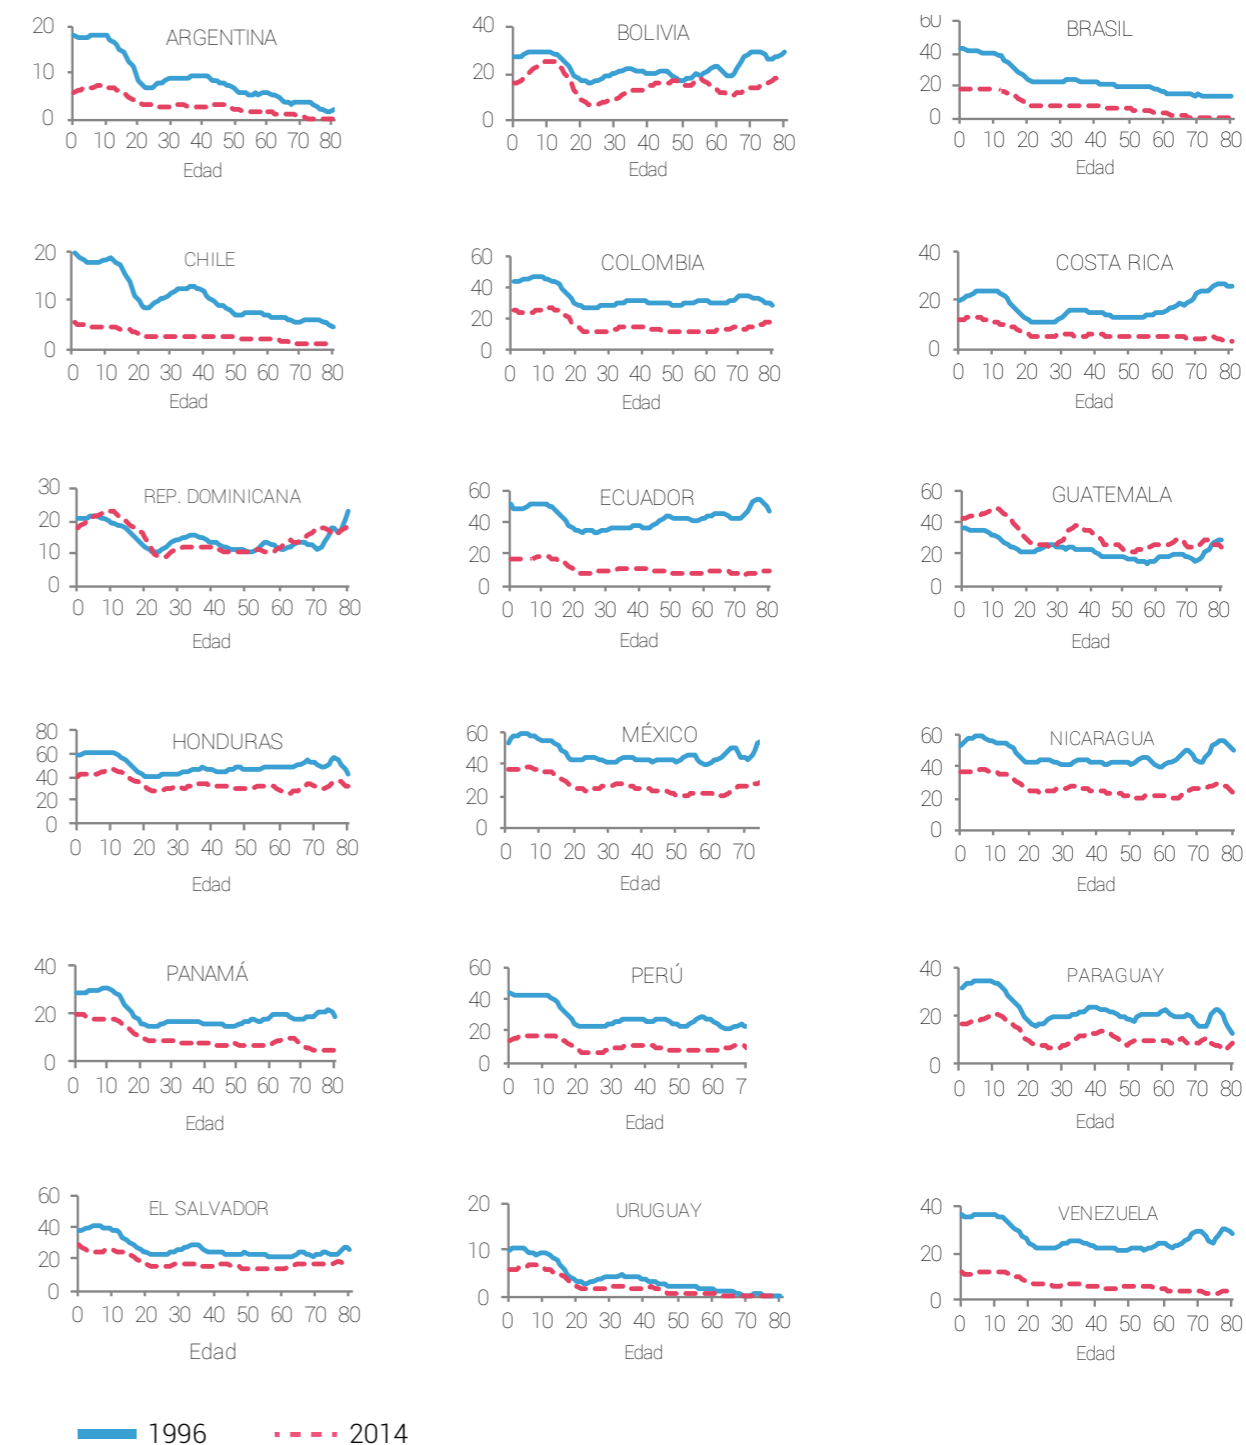 ARGENTINA
20
10
0
0 10 20 30 40 50 60 70 80
Edad
BOLIVIA
40
20
0
0 10 20 30 40 50 60 70 80
Edad
BRASIL
60
40
20
0
0 10 20 30 40 50 60 70 80
Edad
CHILE
20
10
0
0 10 20 30 40 50 60 70 80
Edad
COLOMBIA
60
40
20
0
0 10 20 30 40 50 60 70 80
Edad
COSTA RICA
40
20
0
0 10 20 30 40 50 60 70 80
Edad
REP. DOMINICANA
30
20
10
0
0 10 20 30 40 50 60 70 80
Edad
ECUADOR
60
40
20
0
0 10 20 30 40 50 60 70 80
Edad
GUATEMALA
60
40
20
0
0 10 20 30 40 50 60 70 80
Edad
HONDURAS
80
60
40
20
0
0 10 20 30 40 50 60 70 80
Edad
MÉXICO
60
40
20
0
0 10 20 30 40 50 60 70
Edad
NICARAGUA
60
40
20
0
0 10 20 30 40 50 60 70 80
Edad
PANAMÁ
40
20
0
0 10 20 30 40 50 60 70 80
Edad
PERÚ
60
40
20
0
0 10 20 30 40 50 60 7
Edad
PARAGUAY
40
20
0
0 10 20 30 40 50 60 70 80
Edad
EL SALVADOR
60
40
20
0
0 10 20 30 40 50 60 70 80
Edad
URUGUAY
20
10
0
0 10 20 30 40 50 60 70 80
Edad
VENEZUELA
40
20
0
0 10 20 30 40 50 60 70 80
Edad
1996 2014